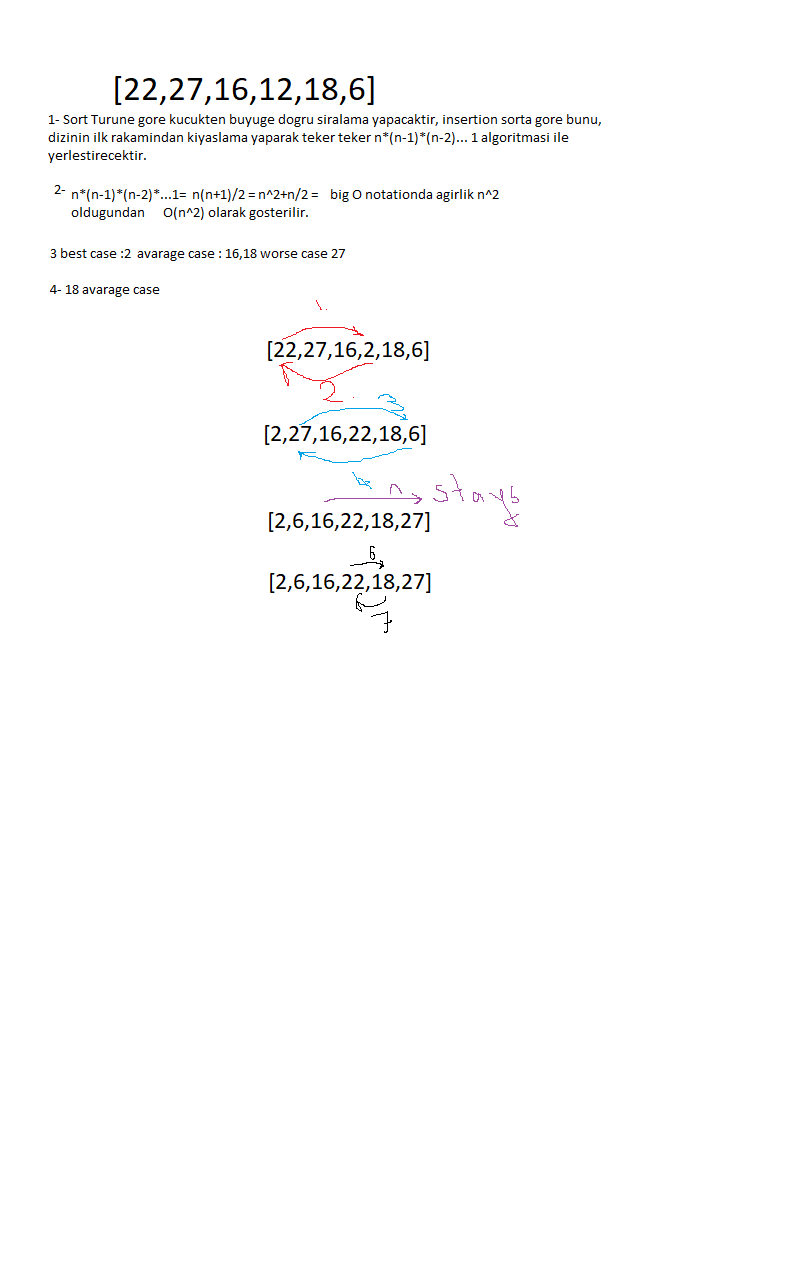 [22,27,16,12,18,6]
1- Sort Turune gore kucukten buyuge dogru siralama yapacaktir, insertion sorta gore bunu,
dizinin ilk rakamindan kiyaslama yaparak teker teker n*(n-1)*(n-2)... 1 algoritmasi ile
yerlestirecektir.
2- n*(n-1)*(n-2)*...1= n(n+1)/2 = n^2+n/2 = big O notationda agirlik n^2
oldugundan O(n^2) olarak gosterilir.
3 best case :2 avarage case : 16,18 worse case 27
4- 18 avarage case
1.
[22,27,16,2,18,6]
2. 3
[2,27,16,22,18,6]
stays
[2,6,16,22,18,27]
6
[2,6,16,22,18,27]
7